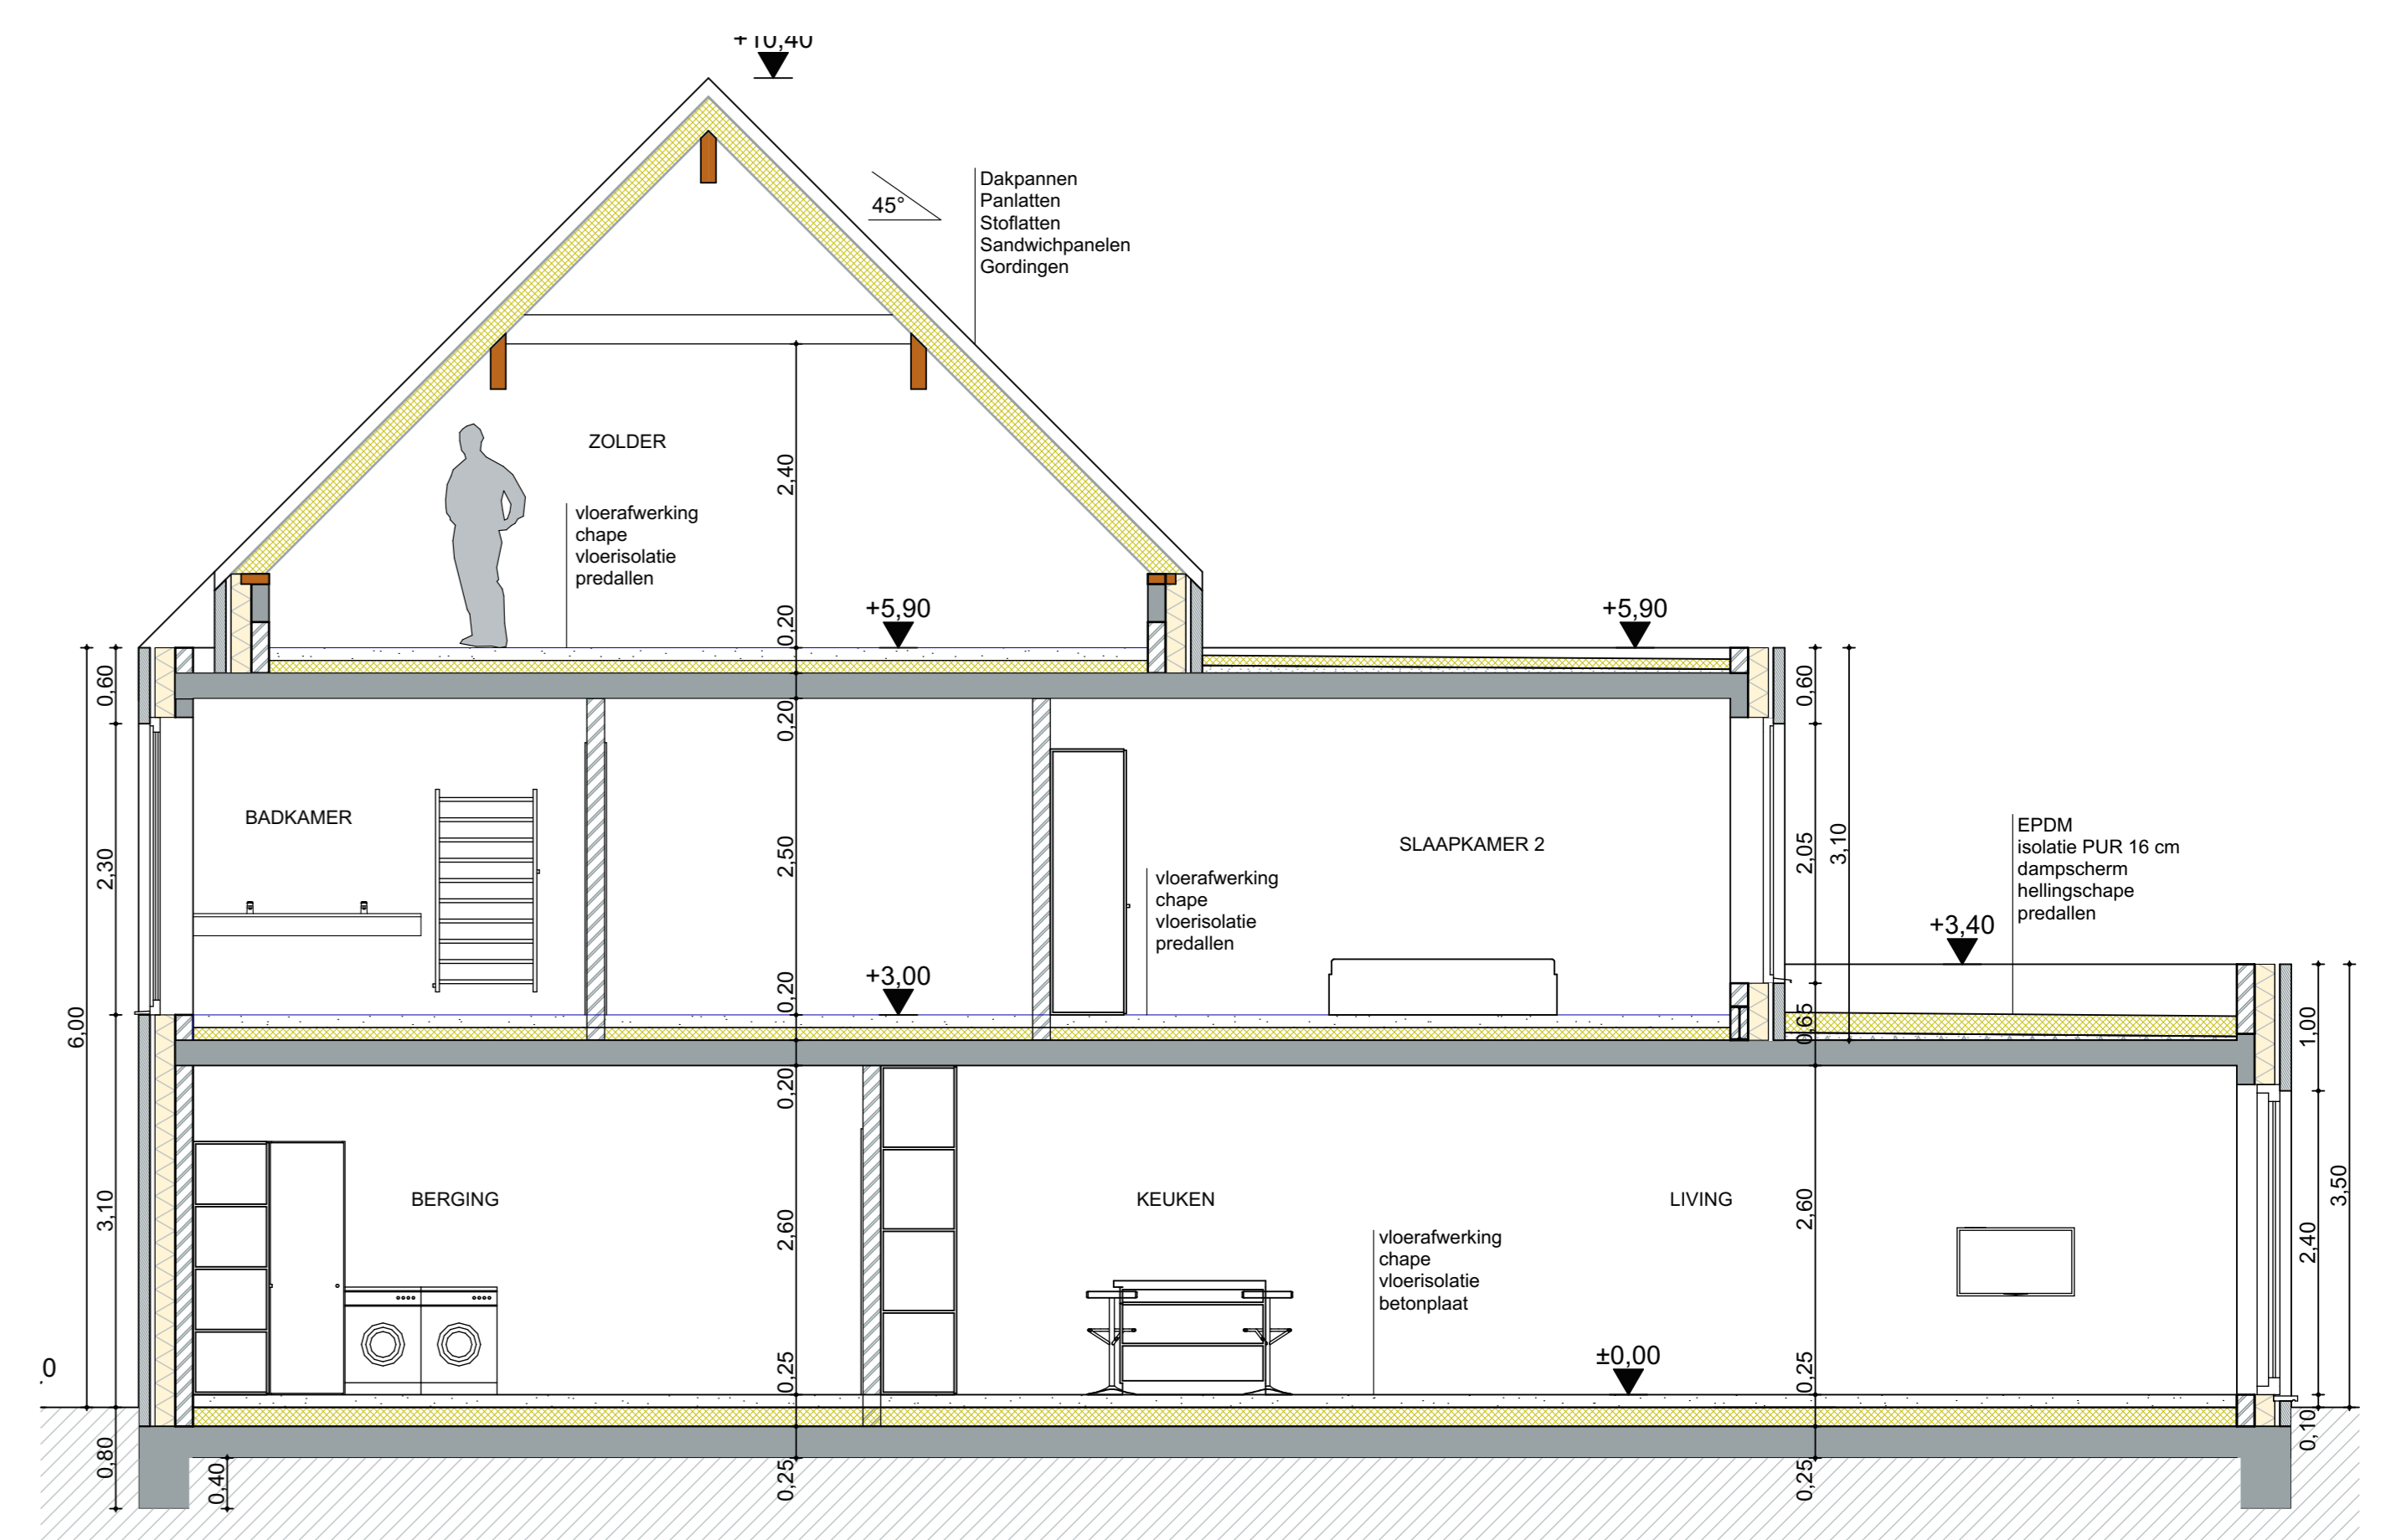 +10,40
45°
Dakpannen
Panlatten
Stoflatten
Sandwichpanelen
Gordingen
ZOLDER
2,40
vloerafwerking
chape
vloerisolatie
predallen
0,20
+5,90
+5,90
0,60
0,20
0,60
BADKAMER
2,30
2,50
SLAAPKAMER 2
2,05
3,10
vloerafwerking
chape
vloerisolatie
predallen
EPDM
isolatie PUR 16 cm
dampscherm
hellingschape
predallen
+3,40
+3,00
0,20
6,00
0,65
1,00
0,20
3,10
BERGING
2,60
KEUKEN
LIVING
2,60
3,50
2,40
vloerafwerking
chape
vloerisolatie
betonplaat
±0,00
0,25
0,25
0,10
0,80
0,40
0,25
0,25